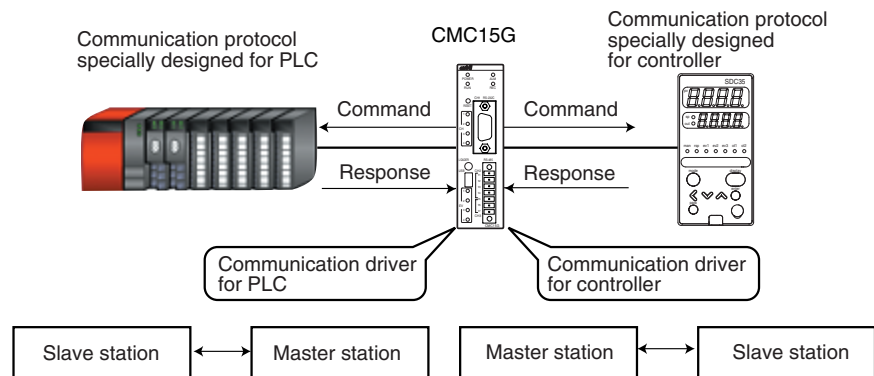 Communication protocol
specially designed for PLC
CMC15G
Communication protocol
specially designed
for controller
SDC35
Command
Command
Response
Response
Communication driver
for PLC
Communication driver
for controller
Slave station
Master station
Master station
Slave station